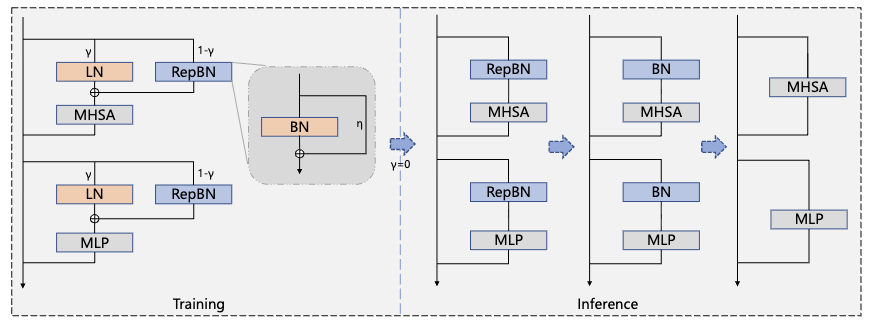 γ
1-γ
LN
RepBN
MHSA
γ
1-γ
LN
RepBN
MLP
BN
η
γ=0
RepBN
MHSA
RepBN
MLP
BN
MHSA
BN
MLP
MHSA
MLP
Training
Inference